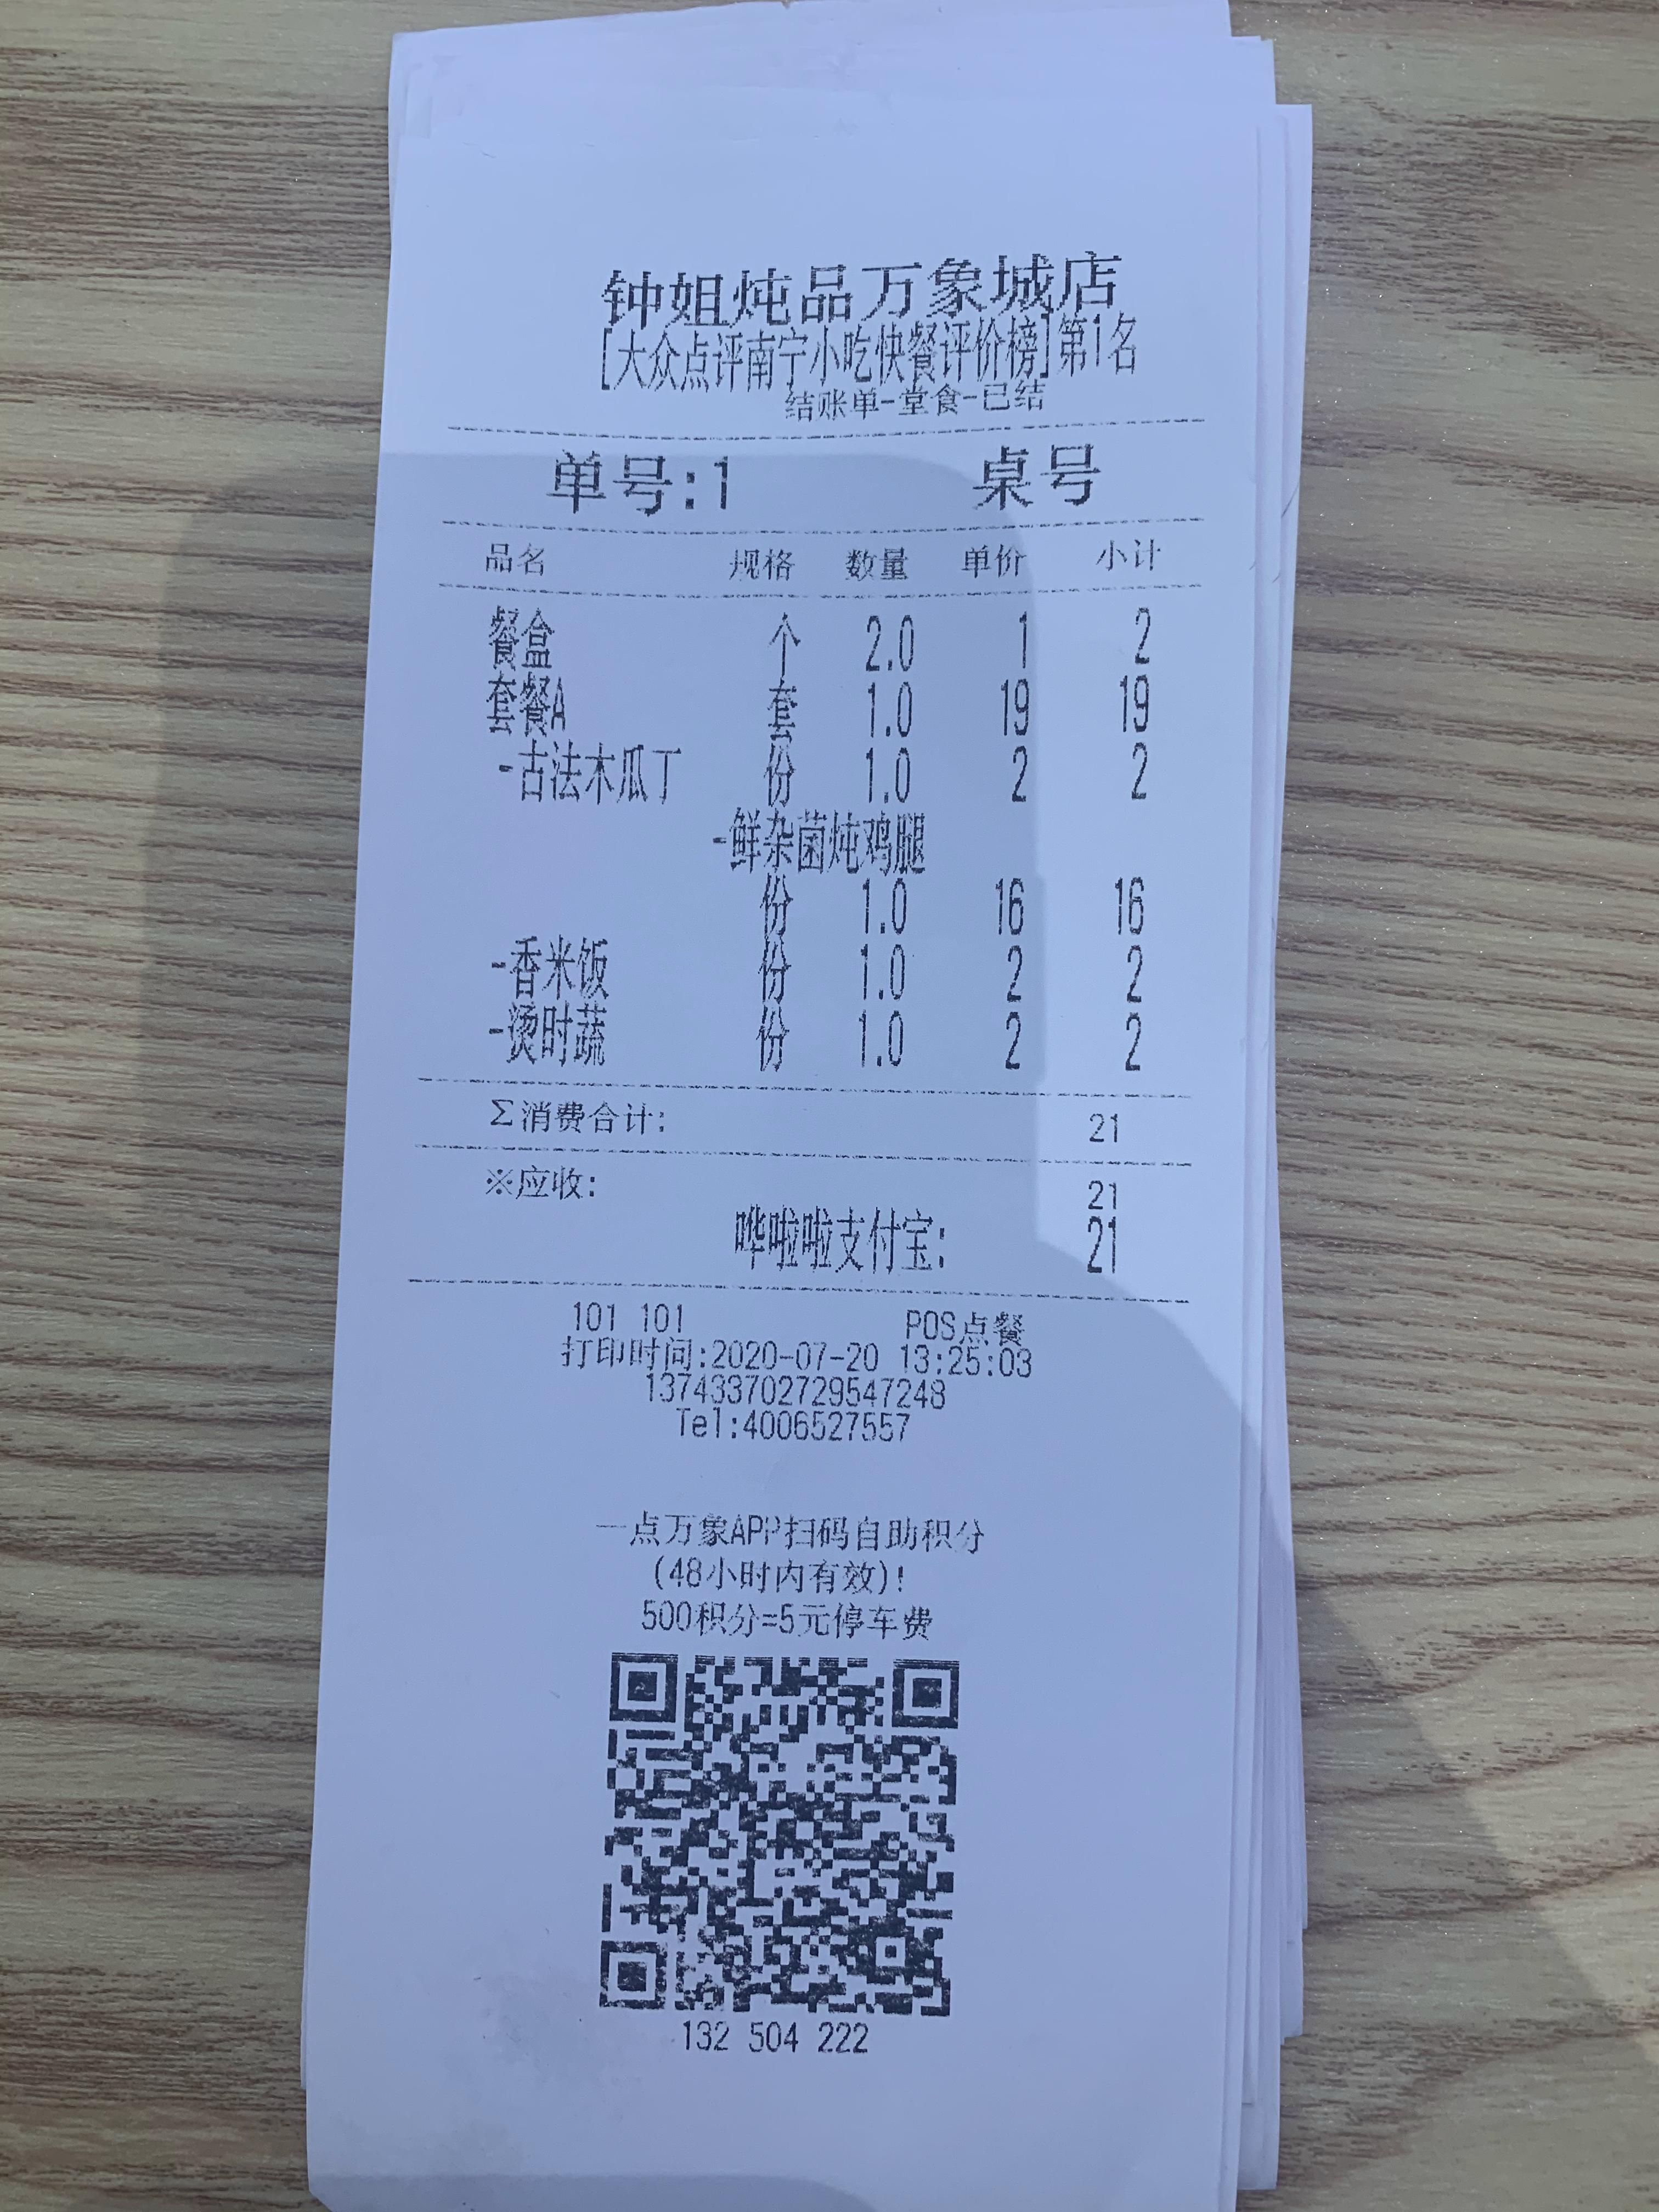 钟姐炖品万象城店
[大众点评南宁小吃快餐评价榜]第1名
结账单-堂食-已结
单号:1 桌号
品名 规格 数量 单价 小计
餐盒 个 2.0 1 2
套餐A 套 1.0 19 19
-古法木瓜丁 份 1.0 2 2
-鲜杂菌炖鸡腿
份 1.0 16 16
-香米饭 份 1.0 2 2
-烫时蔬 份 1.0 2 2
Σ消费合计: 21
※应收: 21
哗啦啦支付宝: 21
101 101 POS点餐
打印时间:2020-07-20 13:25:03
137433702729547248
Tel:4006527557
一点万象APP扫码自助积分
(48小时内有效)!
500积分=5元停车费
132 504 222